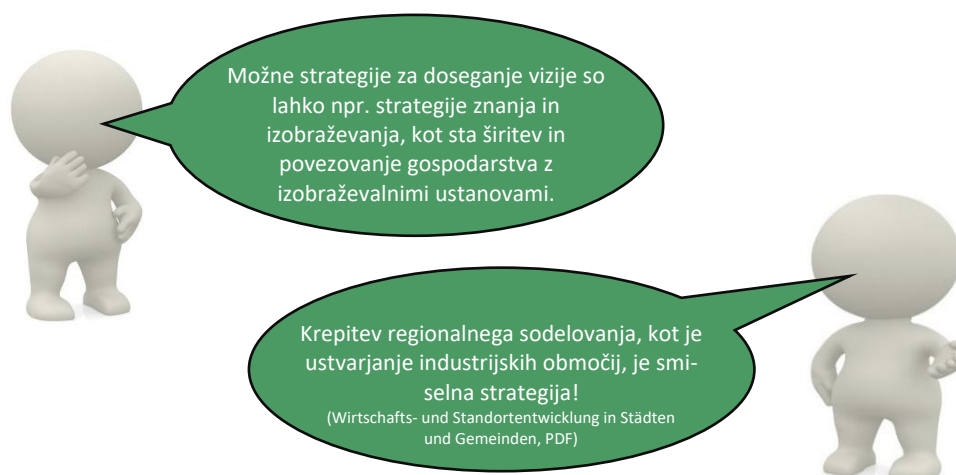 Možne strategije za doseganje vizije so
lahko npr. strategije znanja in
izobraževanja, kot sta širitev in
povezovanje gospodarstva z
izobraževalnimi ustanovami.
Krepitev regionalnega sodelovanja, kot je
ustvarjanje industrijskih območij, je smi-
selna strategija!
(Wirtschafts- und Standortentwicklung in Städten
und Gemeinden, PDF)